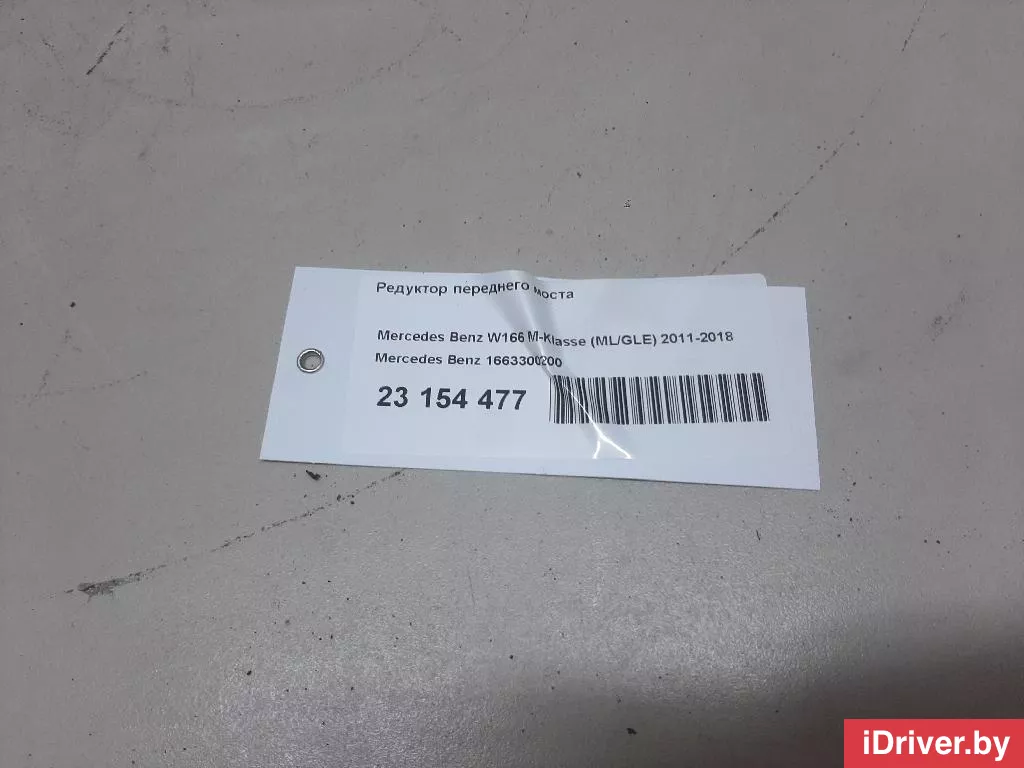 Редуктор переднего моста
Mercedes Benz W166 M-Klasse (ML/GLE) 2011-2018
Mercedes Benz 1663300200
23 154 477
iDriver.by